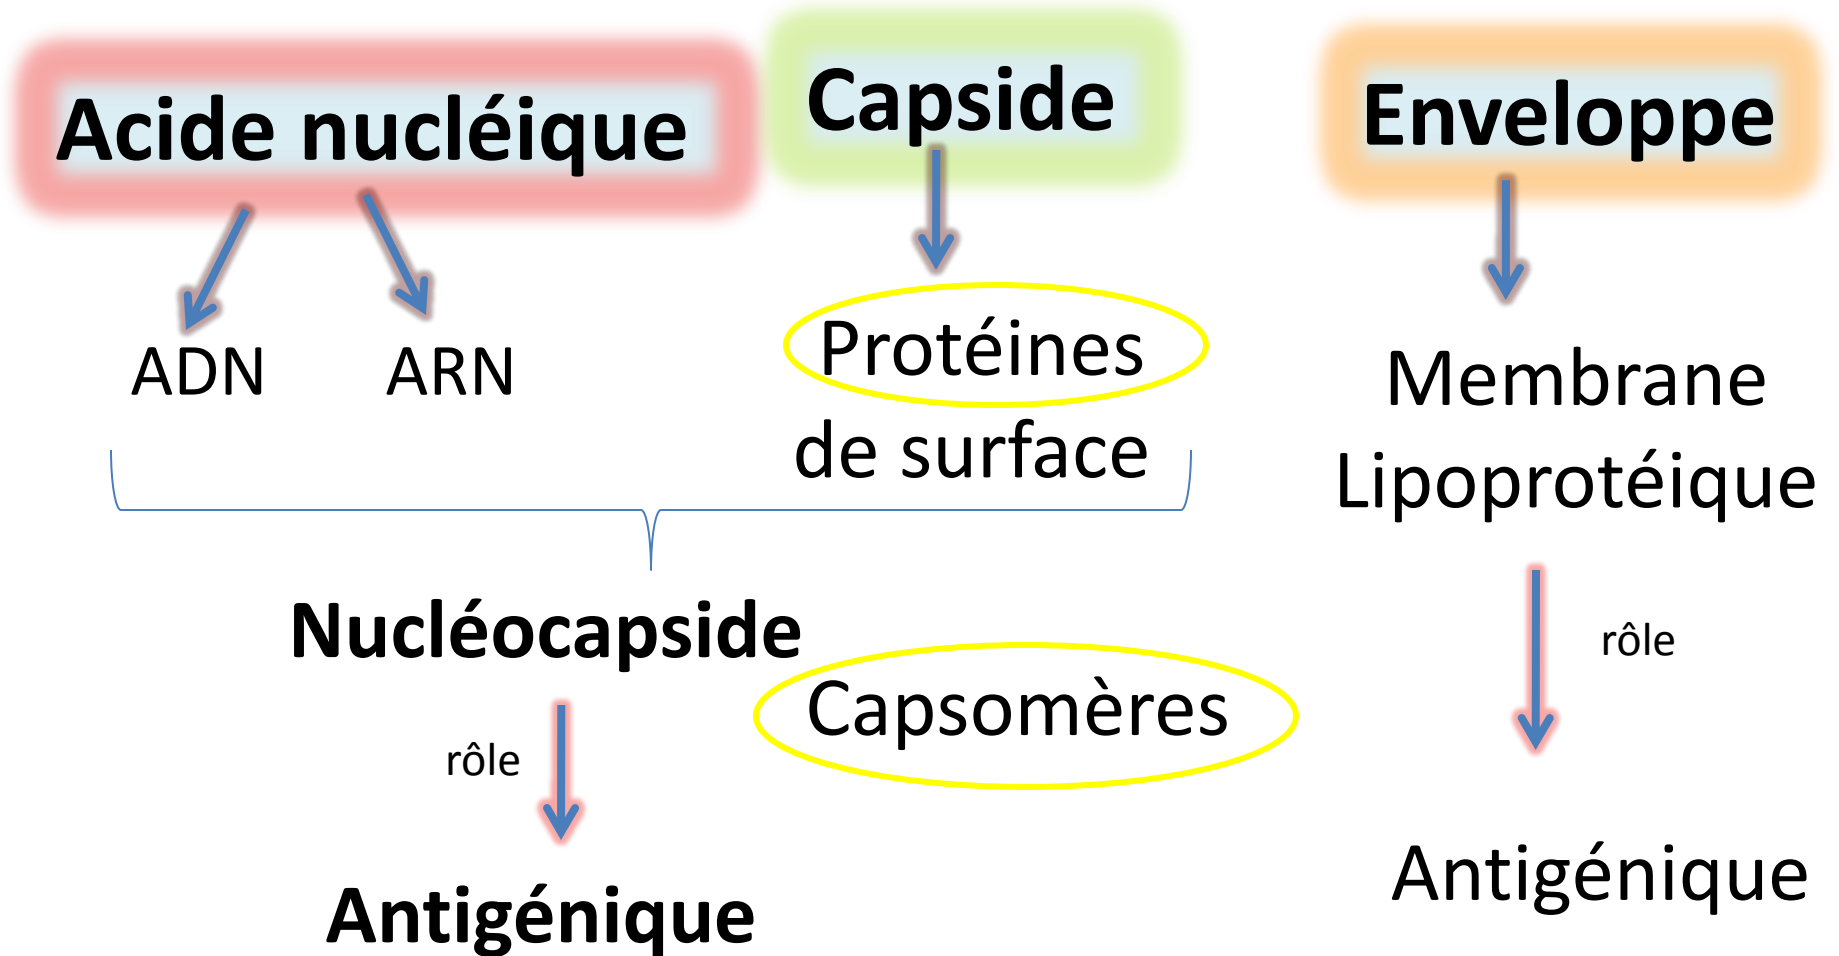 Acide nucléique
Capside
Enveloppe
ADN
ARN
Protéines
de surface
Membrane
Lipoprotéique
Nucléocapside
Capsomères
rôle
rôle
Antigénique
Antigénique